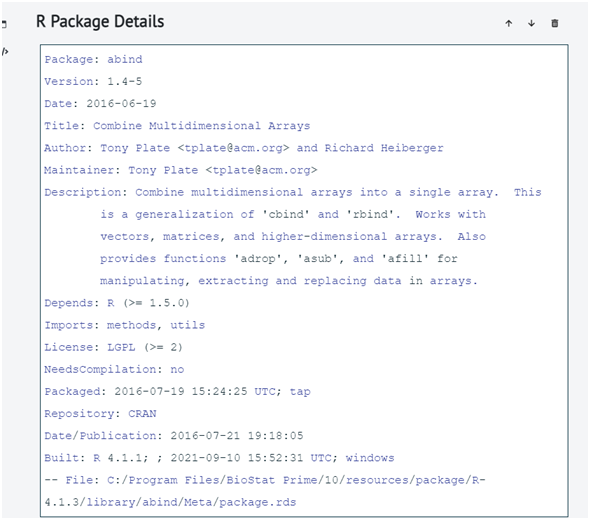 R Package Details
Package: abind
Version: 1.4-5
Date: 2016-06-19
Title: Combine Multidimensional Arrays
Author: Tony Plate <tplate@acm.org> and Richard Heiberger
Maintainer: Tony Plate <tplate@acm.org>
Description: Combine multidimensional arrays into a single array.  This
is a generalization of 'cbind' and 'rbind'.  Works with
vectors, matrices, and higher-dimensional arrays.  Also
provides functions 'adrop', 'asub', and 'afill' for
manipulating, extracting and replacing data in arrays.
Depends: R (>= 1.5.0)
Imports: methods, utils
License: LGPL (>= 2)
NeedsCompilation: no
Packaged: 2016-07-19 15:24:25 UTC; tap
Repository: CRAN
Date/Publication: 2016-07-21 19:18:05
Built: R 4.1.1; ; 2021-09-10 15:52:31 UTC; windows
-- File: C:/Program Files/BioStat Prime/10/resources/package/R-
4.1.3/library/abind/Meta/package.rds